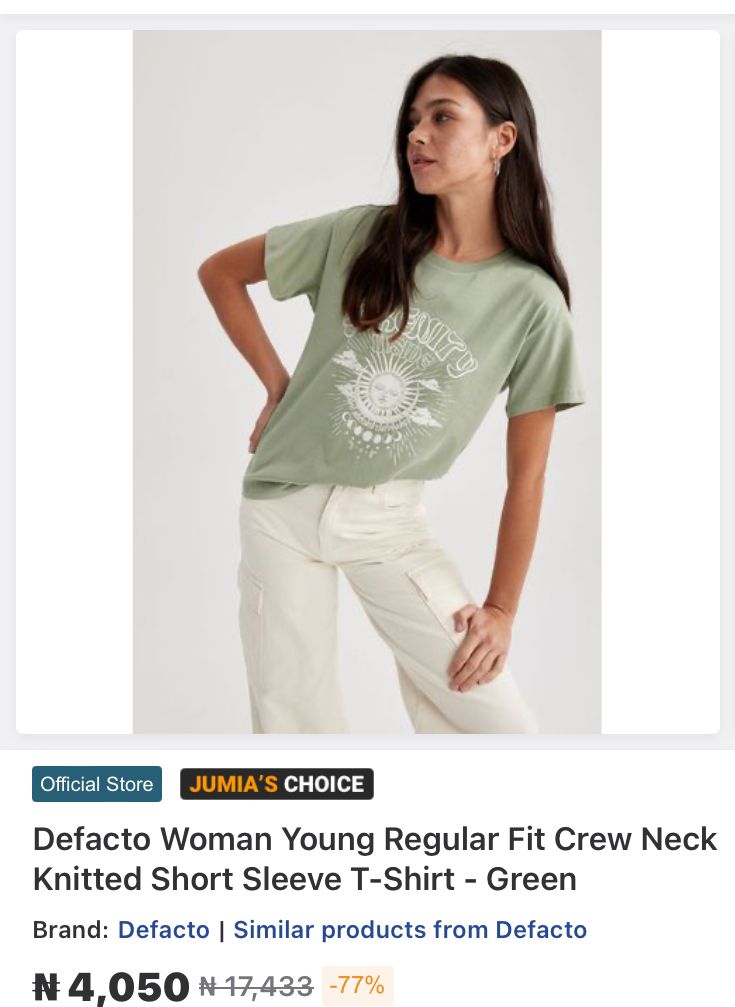 Official Store
JUMIA'S CHOICE
Defacto Woman Young Regular Fit Crew Neck
Knitted Short Sleeve T-Shirt - Green
Brand: Defacto | Similar products from Defacto
₦ 4,050 ₦ 17,433 -77%